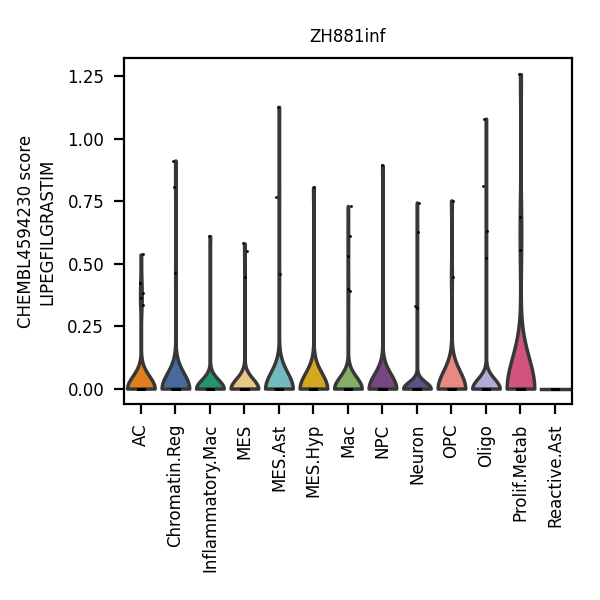 ZH881inf
CHEMBL4594230 score
LIPEGFILGRASTIM
1.25
1.00
0.75
0.50
0.25
0.00
AC
Chromatin.Reg
Inflammatory.Mac
MES
MES.Ast
MES.Hyp
Mac
NPC
Neuron
OPC
Oligo
Prolif.Metab
Reactive.Ast